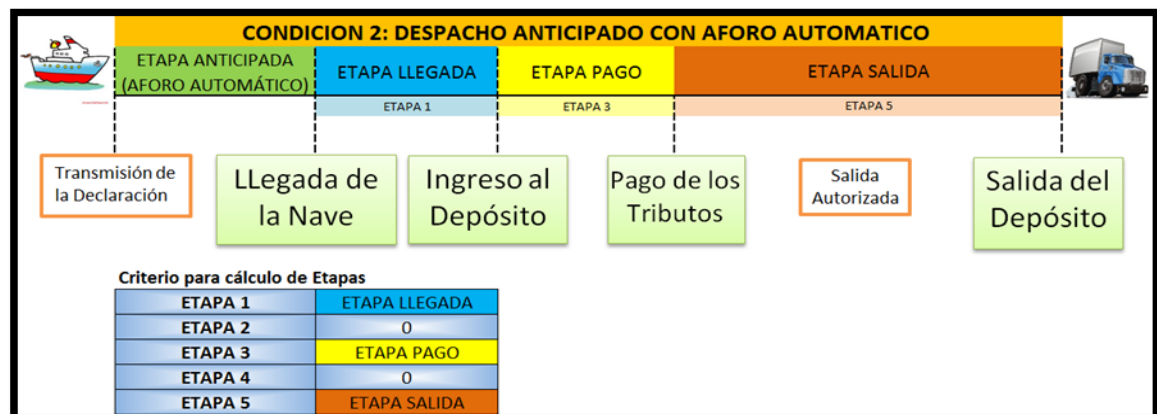 CONDICION 2: DESPACHO ANTICIPADO CON AFORO AUTOMATICO
ETAPA ANTICIPADA
(AFORO AUTOMÁTICO)
ETAPA LLEGADA
ETAPA PAGO
ETAPA SALIDA
ETAPA 1
ETAPA 3
ETAPA 5
Transmisión de
la Declaración
LLegada de
la Nave
Ingreso al
Depósito
Pago de los
Tributos
Salida
Autorizada
Salida del
Depósito
Criterio para cálculo de Etapas
ETAPA 1 ETAPA LLEGADA
ETAPA 2 0
ETAPA 3 ETAPA PAGO
ETAPA 4 0
ETAPA 5 ETAPA SALIDA